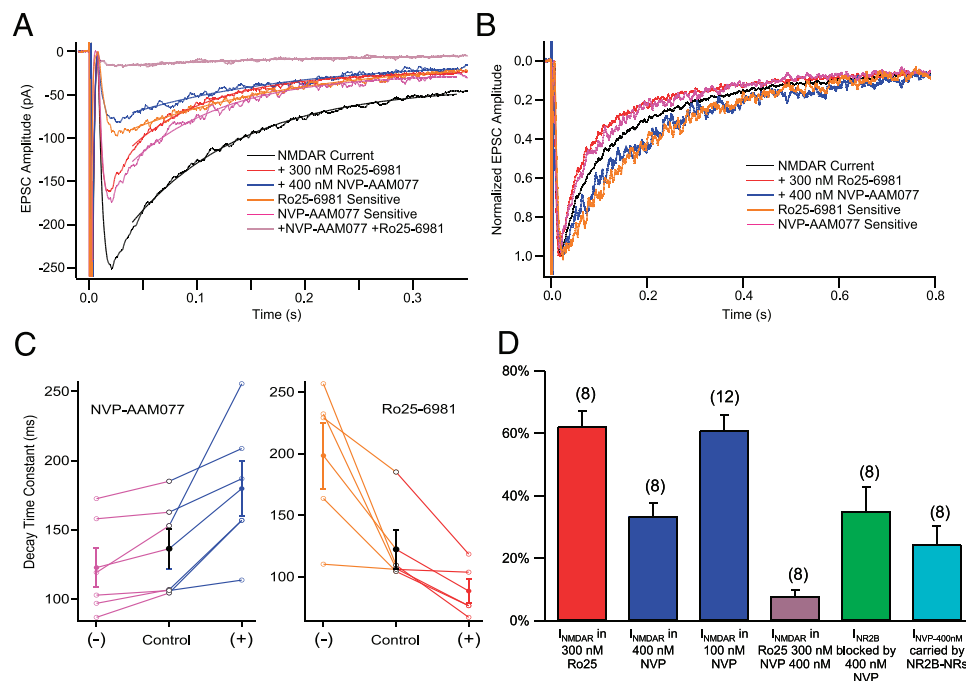 A
EPSC Amplitude (pA)
0
-50
-100
-150
-200
-250
NMDAR Current
+ 300 nM Ro25-6981
+ 400 nM NVP-AAM077
Ro25-6981 Sensitive
NVP-AAM077 Sensitive
+NVP-AAM077 +Ro25-6981
0.0
0.1
0.2
0.3
Time (s)
B
Normalized EPSC Amplitude
0.0
0.2
0.4
0.6
0.8
1.0
NMDAR Current
+ 300 nM Ro25-6981
+ 400 nM NVP-AAM077
Ro25-6981 Sensitive
NVP-AAM077 Sensitive
0.0
0.2
0.4
0.6
0.8
Time (s)
C
Decay Time Constant (ms)
250
200
150
100
NVP-AAM077
(-)
Control
(+)
250
200
150
100
Ro25-6981
(-)
Control
(+)
D
80%
60%
40%
20%
0%
(8)
(8)
(12)
(8)
(8)
(8)
INMDAR in
300 nM
Ro25
INMDAR in
400 nM
NVP
INMDAR in
100 nM
NVP
INMDAR in
Ro25 300 nM
NVP 400 nM
INR2B
blocked by
400 nM
NVP
INVP-400nM
carried by
NR2B-NRs